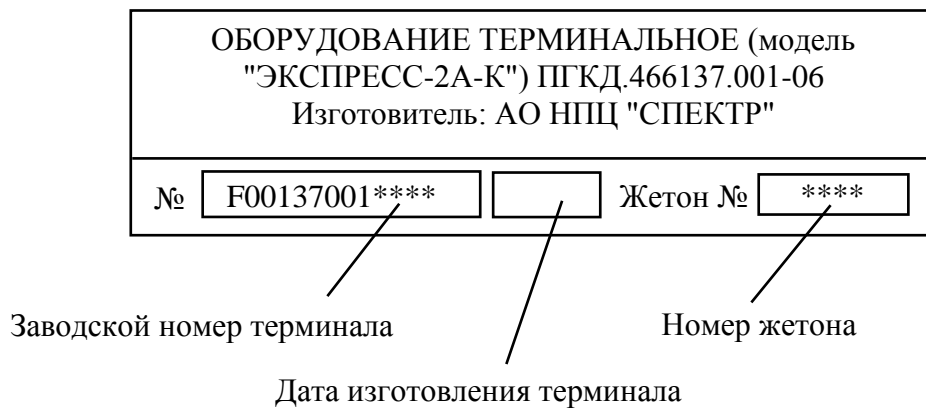 ОБОРУДОВАНИЕ ТЕРМИНАЛЬНОЕ (модель
"ЭКСПРЕСС-2А-К") ПГКД.466137.001-06
Изготовитель: АО НПЦ "СПЕКТР"
№ F00137001**** Жетон № ****
Заводской номер терминала
Номер жетона
Дата изготовления терминала